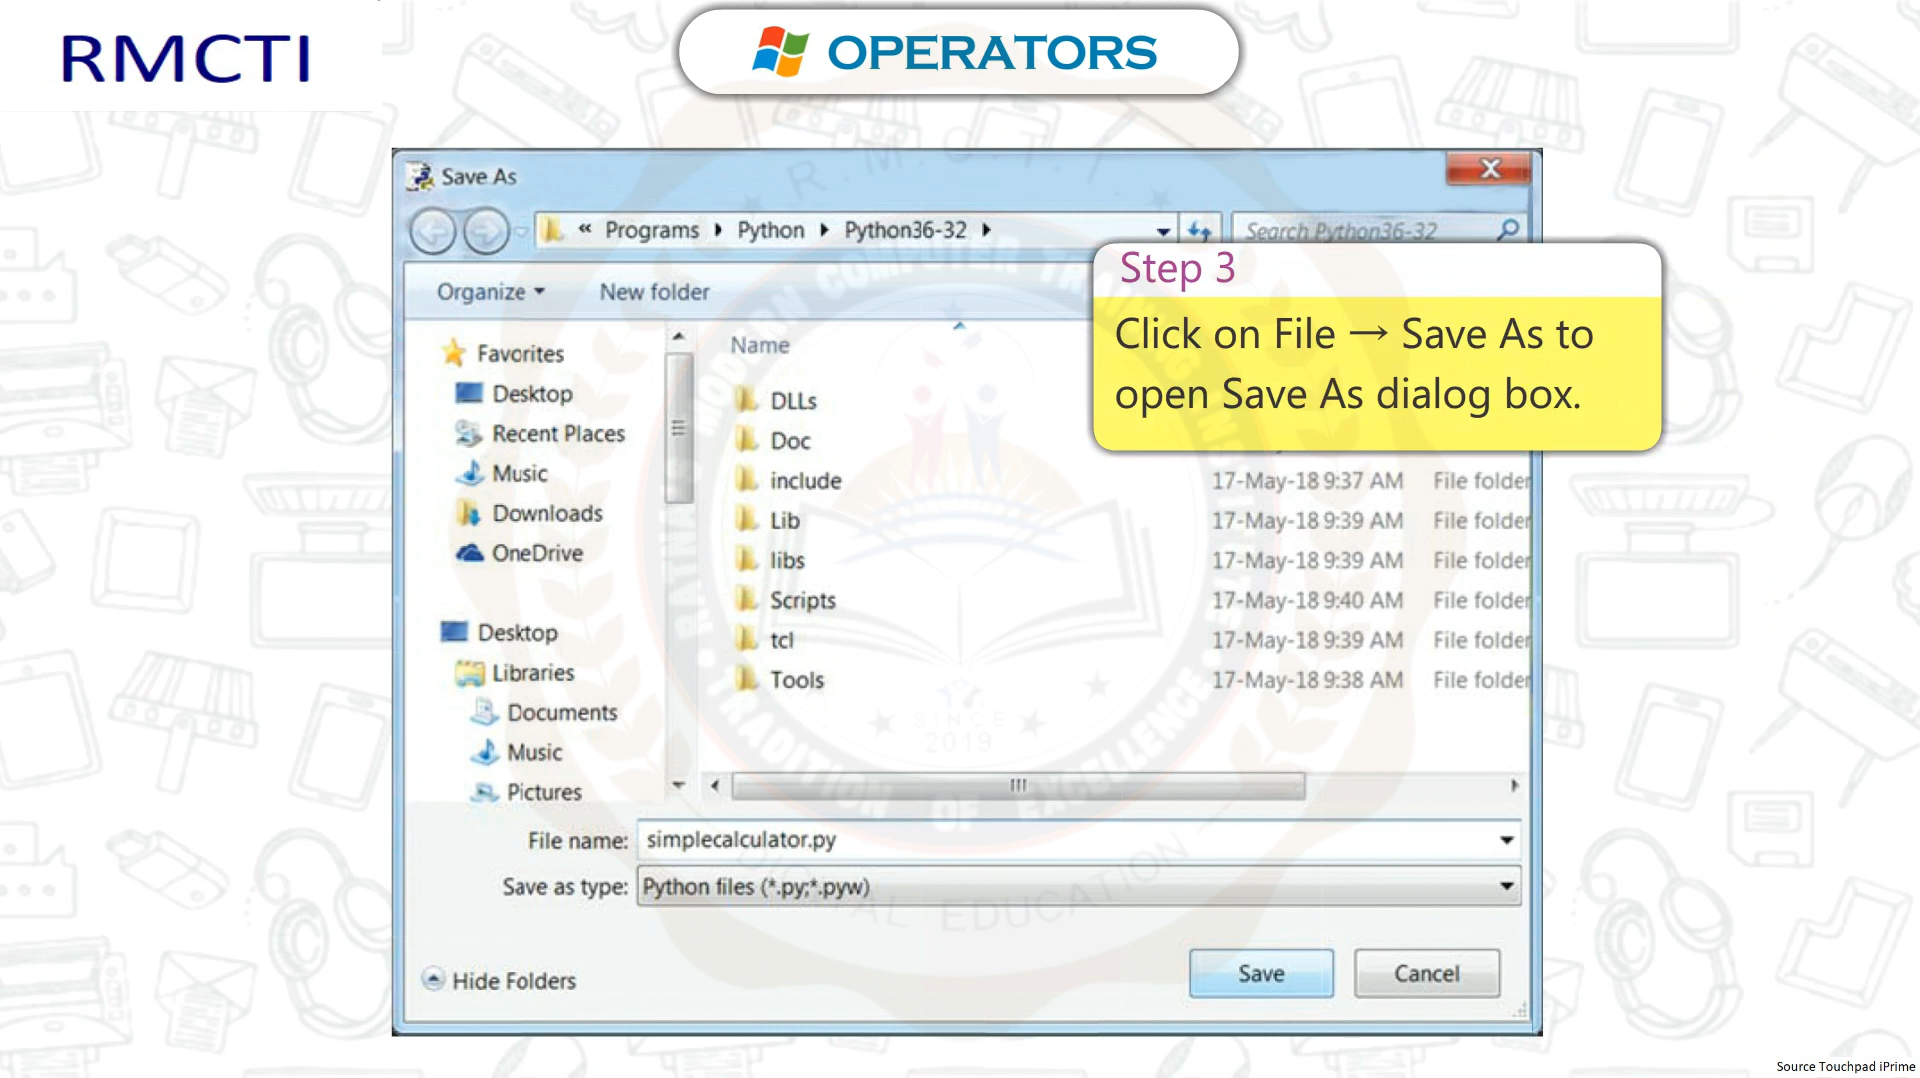 RMCTI
OPERATORS
Save As
« Programs Python Python36-32
Search Python36-32
Step 3
Click on File → Save As to
open Save As dialog box.
Organize
New folder
Favorites
Desktop
Recent Places
Music
Downloads
OneDrive
Desktop
Libraries
Documents
Music
Pictures
Name
DLLs
Doc
include 17-May-18 9:37 AM File folder
Lib 17-May-18 9:39 AM File folder
libs 17-May-18 9:39 AM File folder
Scripts 17-May-18 9:40 AM File folder
tcl 17-May-18 9:39 AM File folder
Tools 17-May-18 9:38 AM File folder
SINCE
2019
TRADITION OF EXCELLENCE
File name: simplecalculator.py
Save as type: Python files (*.py;*.pyw)
Hide Folders
Save
Cancel
Source Touchpad iPrime